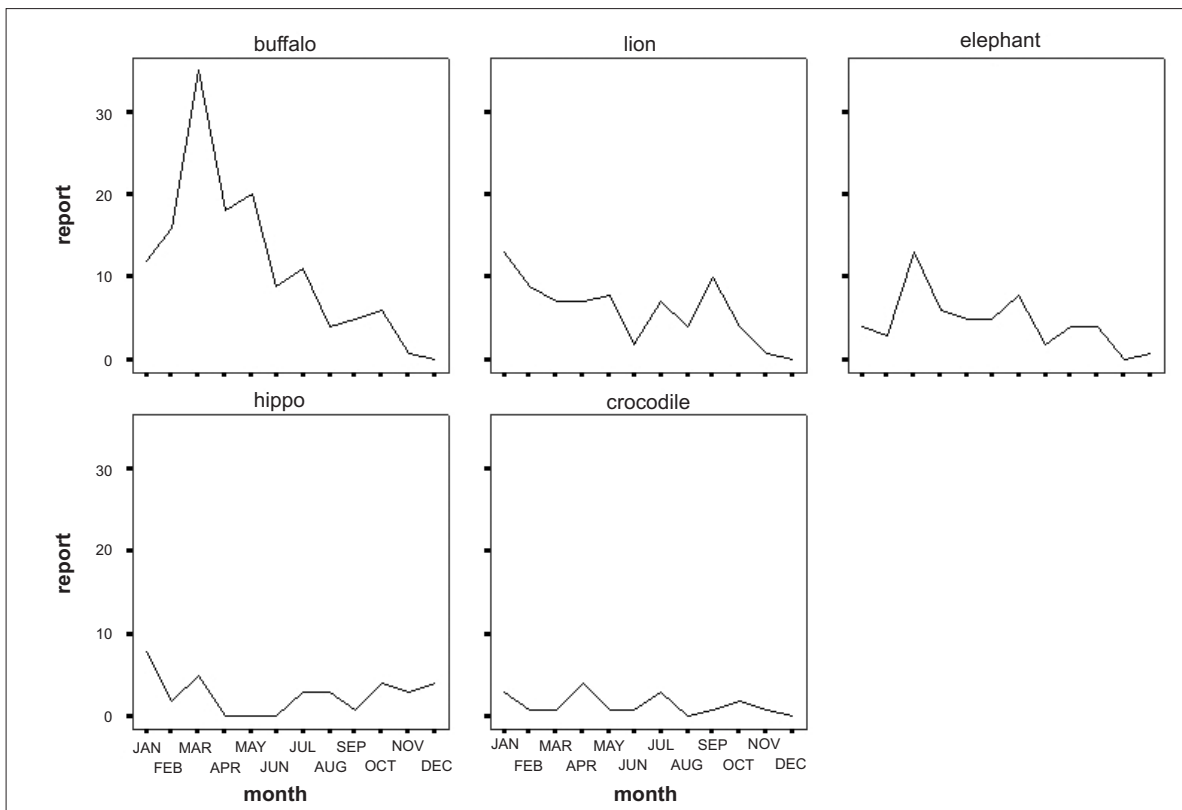 buffalo lion elephant
30
20
10
0
report
hippo crocodile
30
20
10
0
report
JAN MAR MAY JUL SEP NOV JAN MAR MAY JUL SEP NOV
FEB APR JUN AUG OCT DEC FEB APR JUN AUG OCT DEC
month month